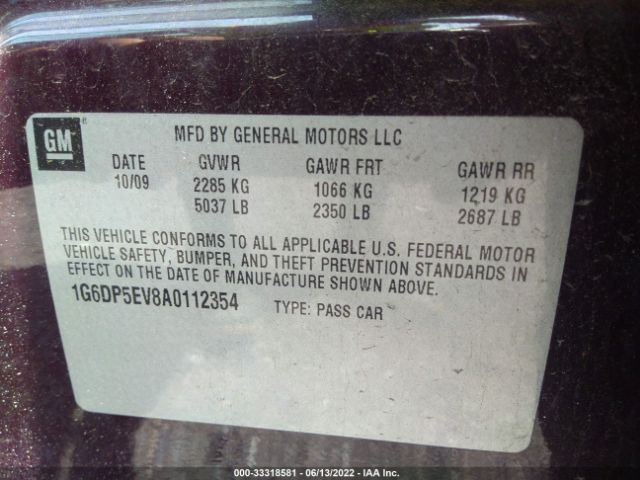 GM ®
MFD BY GENERAL MOTORS LLC
DATE GVWR GAWR FRT GAWR RR
10/09 2285 KG 1066 KG 1219 KG
5037 LB 2350 LB 2687 LB
THIS VEHICLE CONFORMS TO ALL APPLICABLE U.S. FEDERAL MOTOR
VEHICLE SAFETY, BUMPER, AND THEFT PREVENTION STANDARDS IN
EFFECT ON THE DATE OF MANUFACTURE SHOWN ABOVE.
1G6DP5EV8A0112354 TYPE: PASS CAR
000-33318581 - 06/13/2022 - IAA Inc.